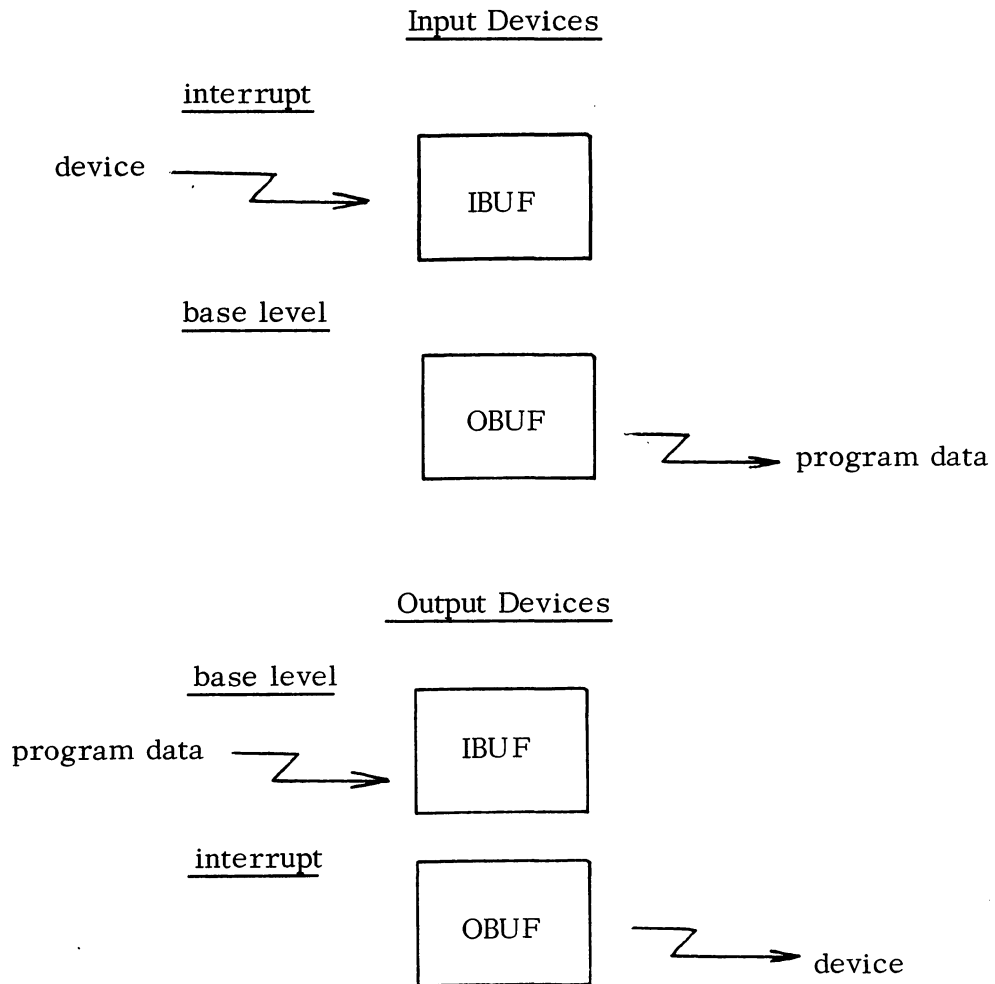 Input Devices
interrupt
device
IBUF
base level
OBUF
program data
Output Devices
base level
program data
IBUF
interrupt
OBUF
device